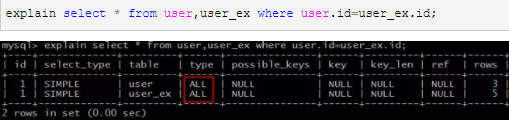 explain select * from user,user_ex where user.id=user_ex.id;
mysql> explain select * from user,user_ex where user.id=user_ex.id;
| id | select_type | table | type | possible_keys | key | key_len | ref | rows
| 1 | SIMPLE | user | ALL | NULL | NULL | NULL | NULL | 3
| 1 | SIMPLE | user_ex | ALL | NULL | NULL | NULL | NULL | 5
2 rows in set (0.00 sec)